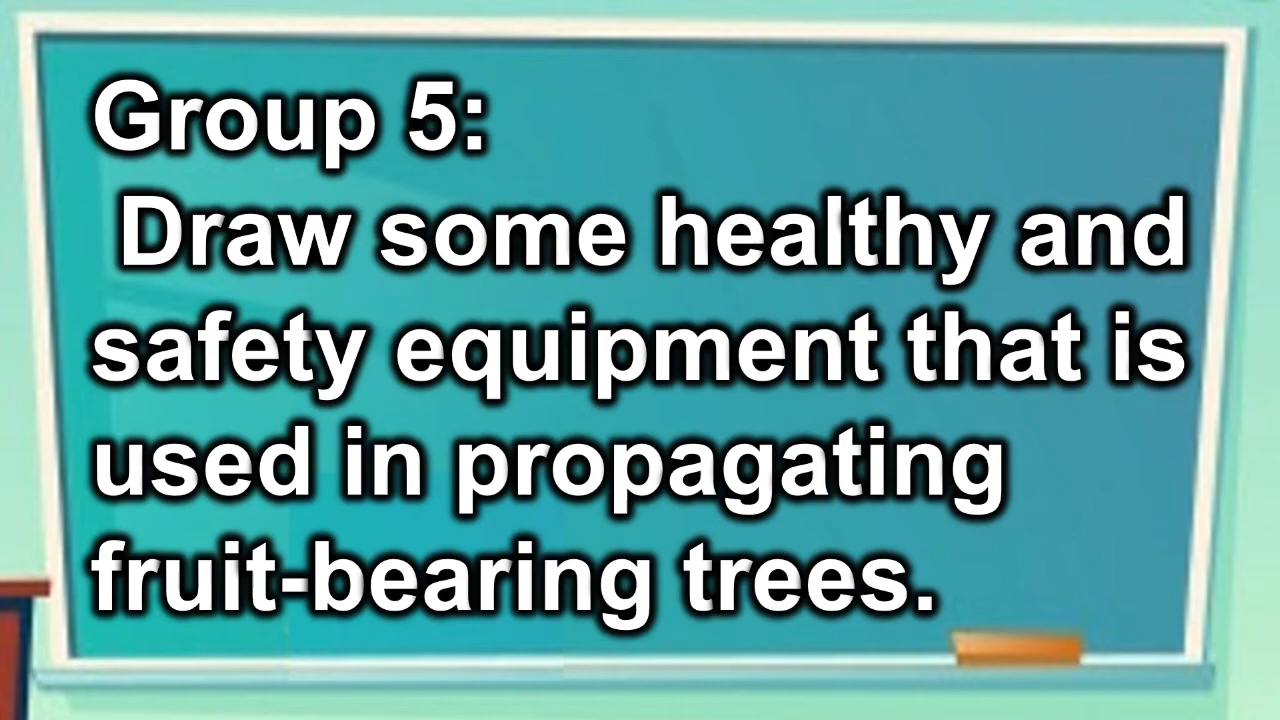 Group 5:
Draw some healthy and
safety equipment that is
used in propagating
fruit-bearing trees.